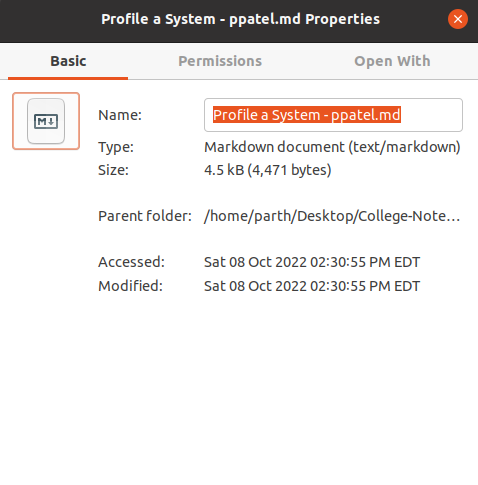 Profile a System - ppatel.md Properties
Basic Permissions Open With
M
Name: Profile a System - ppatel.md
Type: Markdown document (text/markdown)
Size: 4.5 kB (4,471 bytes)
Parent folder: /home/parth/Desktop/College-Note…
Accessed: Sat 08 Oct 2022 02:30:55 PM EDT
Modified: Sat 08 Oct 2022 02:30:55 PM EDT